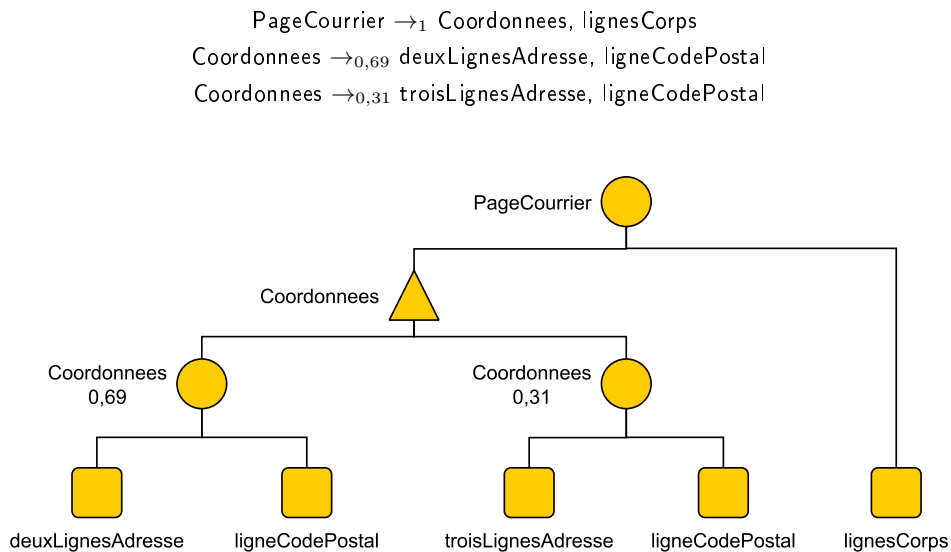 PageCourrier →₁ Coordonnees, lignesCorps
Coordonnees →₀,₆₉ deuxLignesAdresse, ligneCodePostal
Coordonnees →₀,₃₁ troisLignesAdresse, ligneCodePostal
PageCourrier
Coordonnees
Coordonnees
0,69
Coordonnees
0,31
deuxLignesAdresse
ligneCodePostal
troisLignesAdresse
ligneCodePostal
lignesCorps